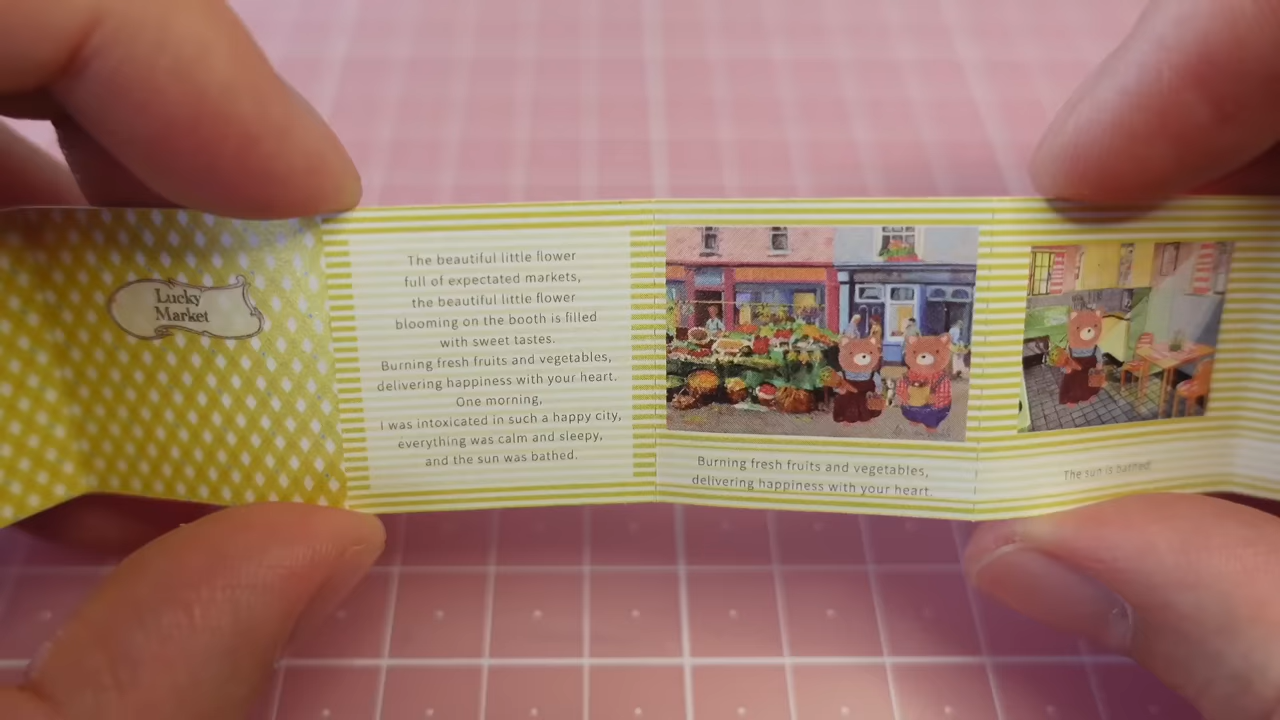 Lucky
Market
The beautiful little flower
full of expectated markets,
the beautiful little flower
blooming on the booth is filled
with sweet tastes.
Burning fresh fruits and vegetables,
delivering happiness with your heart.
One morning,
I was intoxicated in such a happy city,
everything was calm and sleepy,
and the sun was bathed.
Burning fresh fruits and vegetables,
delivering happiness with your heart.
The sun is bathed.